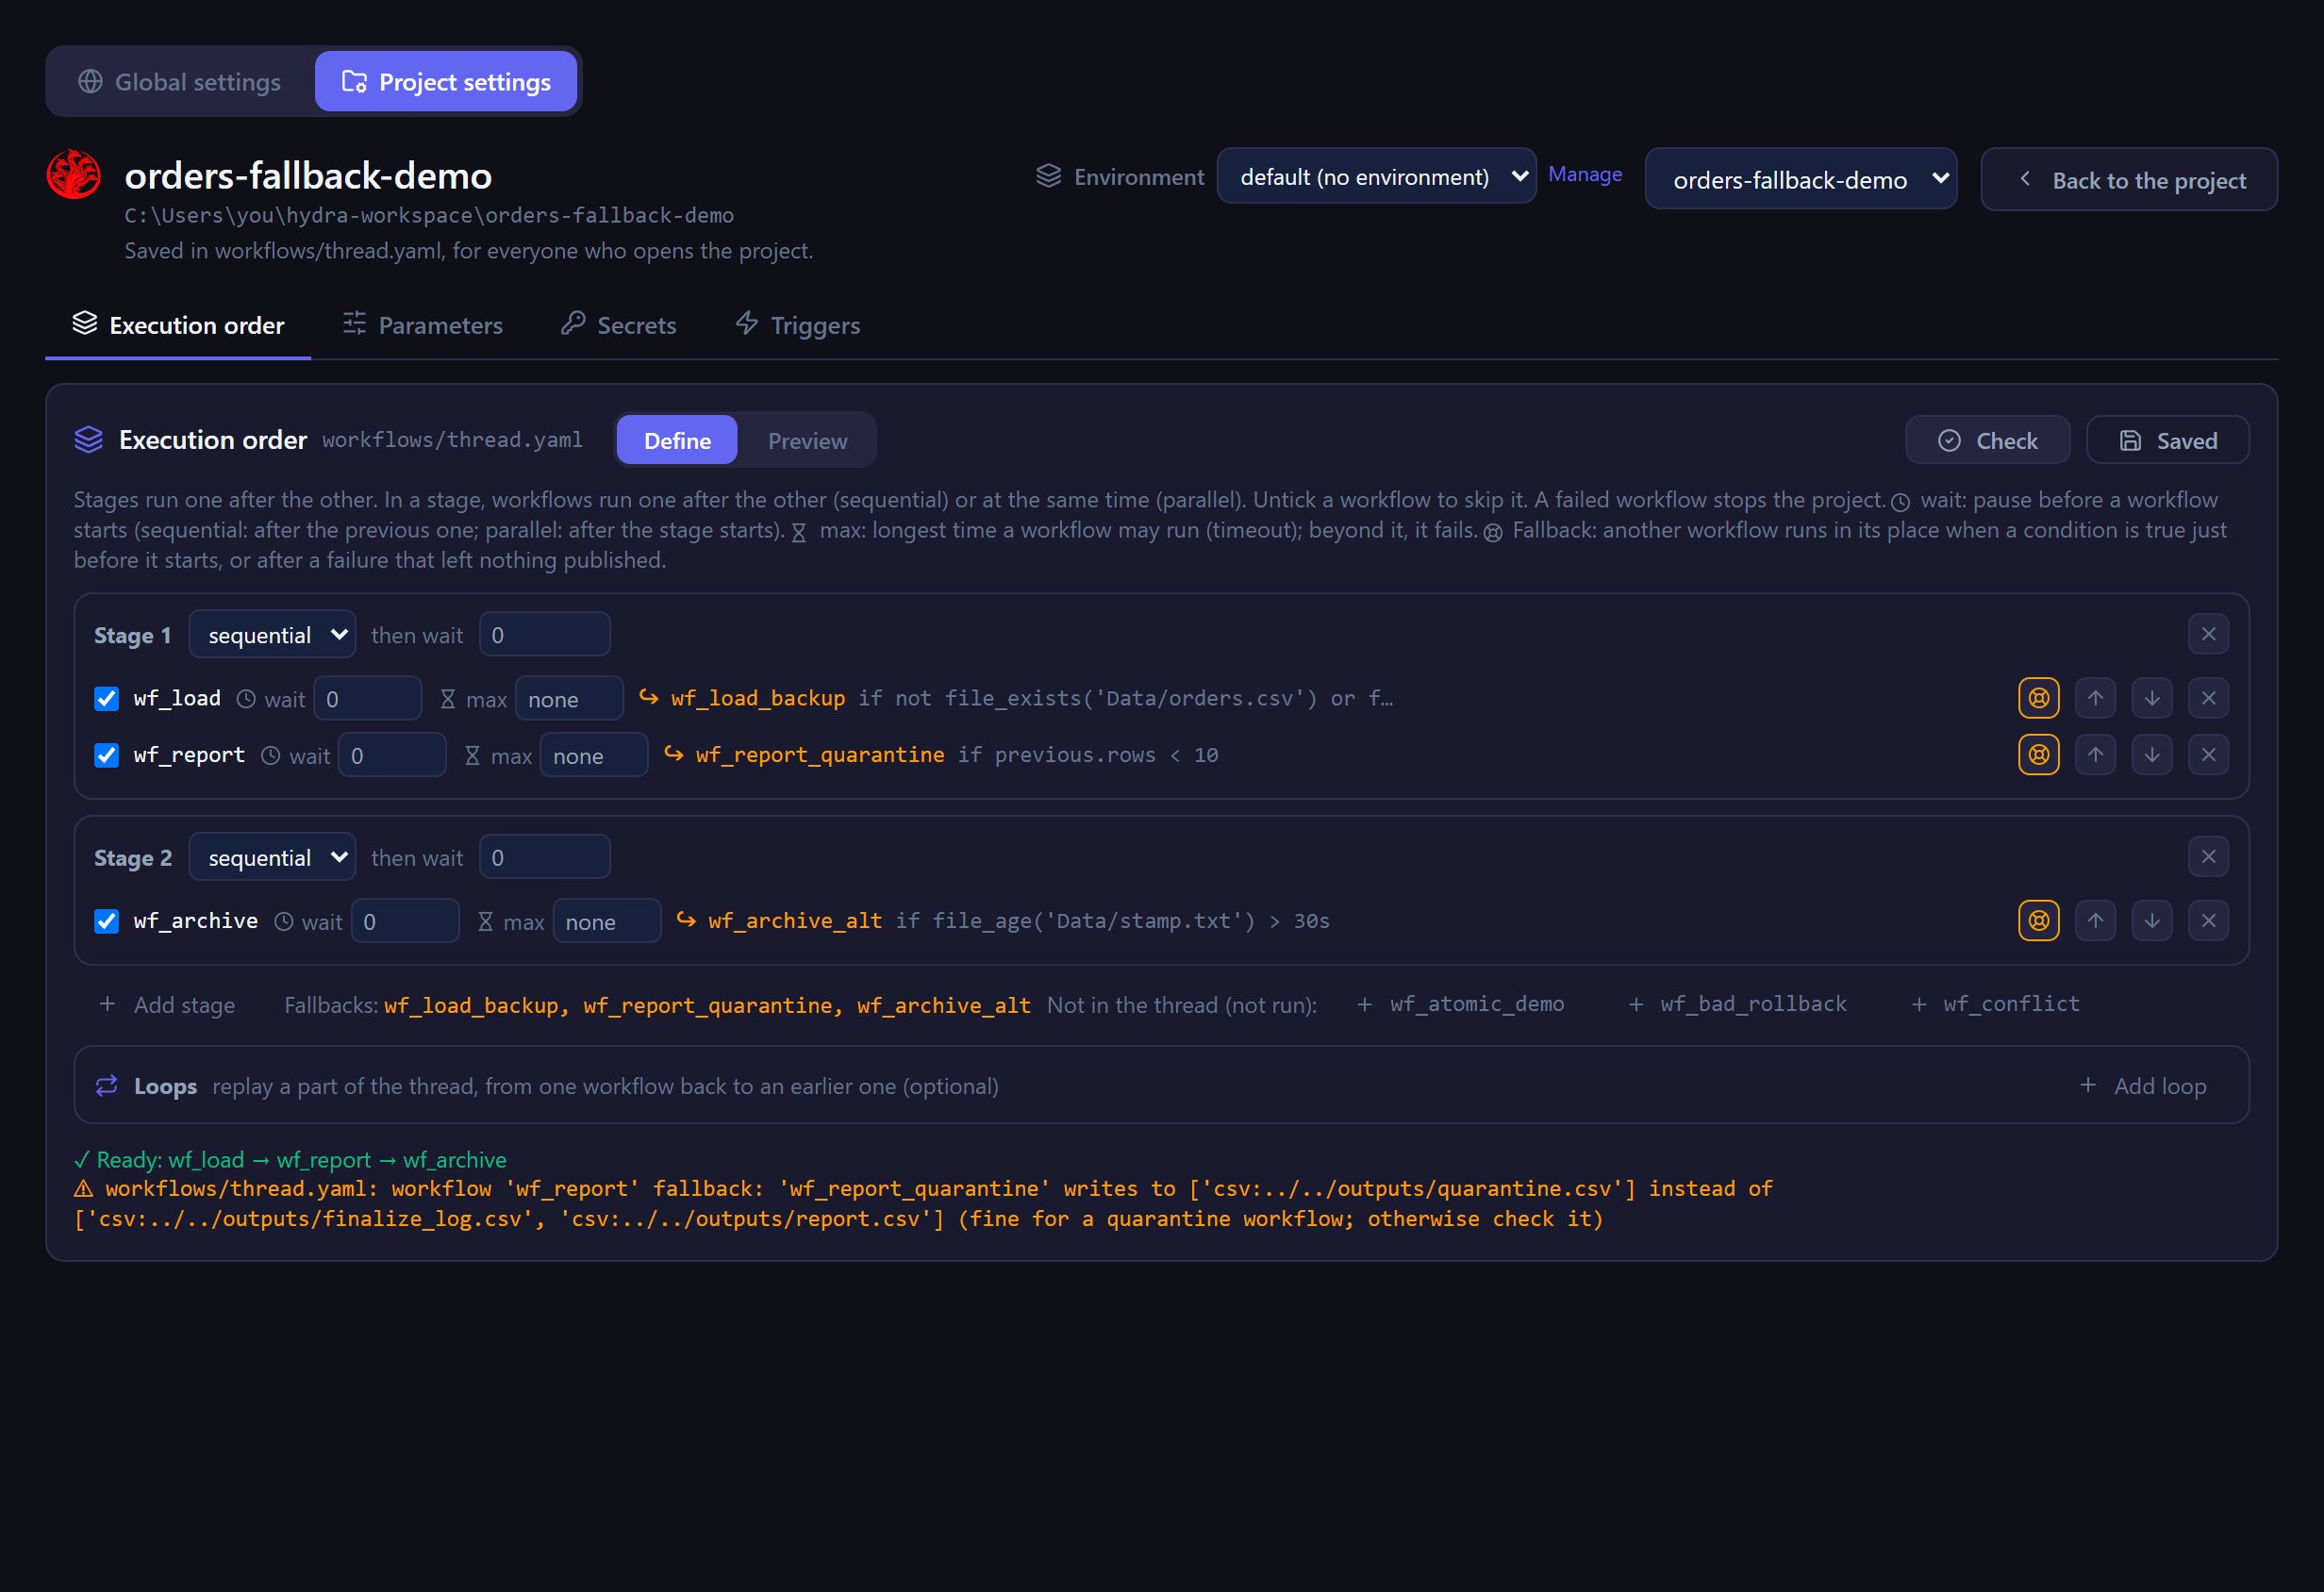 Global settings
Project settings
orders-fallback-demo
C:\Users\you\hydra-workspace\orders-fallback-demo
Saved in workflows/thread.yaml, for everyone who opens the project.
Environment
default (no environment)
Manage
orders-fallback-demo
Back to the project
Execution order
Parameters
Secrets
Triggers
Execution order workflows/thread.yaml
Define
Preview
Check
Saved
Stages run one after the other. In a stage, workflows run one after the other (sequential) or at the same time (parallel). Untick a workflow to skip it. A failed workflow stops the project. wait: pause before a workflow
starts (sequential: after the previous one; parallel: after the stage starts). max: longest time a workflow may run (timeout); beyond it, it fails. Fallback: another workflow runs in its place when a condition is true just
before it starts, or after a failure that left nothing published.
Stage 1 sequential then wait 0
wf_load wait 0 max none ↪ wf_load_backup if not file_exists('Data/orders.csv') or f…
wf_report wait 0 max none ↪ wf_report_quarantine if previous.rows < 10
Stage 2 sequential then wait 0
wf_archive wait 0 max none ↪ wf_archive_alt if file_age('Data/stamp.txt') > 30s
+ Add stage Fallbacks: wf_load_backup, wf_report_quarantine, wf_archive_alt Not in the thread (not run): + wf_atomic_demo + wf_bad_rollback + wf_conflict
Loops replay a part of the thread, from one workflow back to an earlier one (optional) + Add loop
✓ Ready: wf_load → wf_report → wf_archive
⚠ workflows/thread.yaml: workflow 'wf_report' fallback: 'wf_report_quarantine' writes to ['csv:../../outputs/quarantine.csv'] instead of
['csv:../../outputs/finalize_log.csv', 'csv:../../outputs/report.csv'] (fine for a quarantine workflow; otherwise check it)